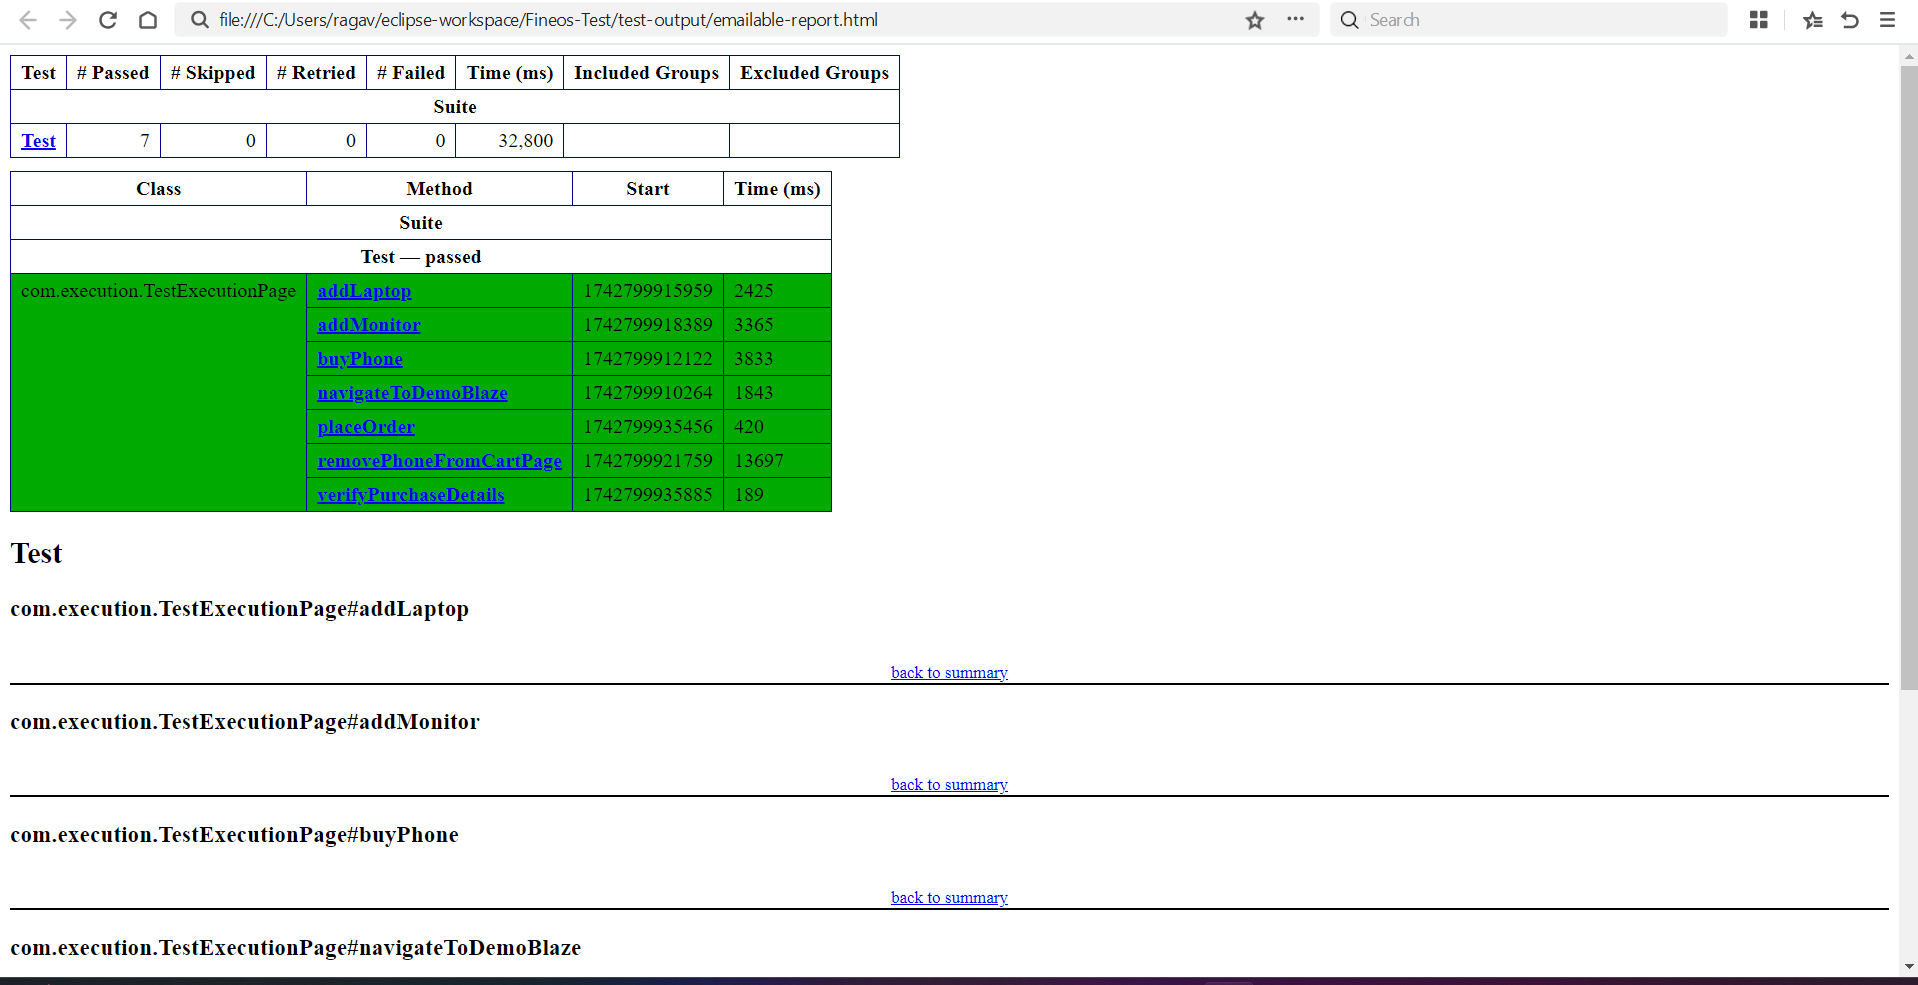 file:///C:/Users/ragav/eclipse-workspace/Fineos-Test/test-output/emailable-report.html Search
Test # Passed # Skipped # Retried # Failed Time (ms) Included Groups Excluded Groups
Suite
Test 7 0 0 0 32,800
Class Method Start Time (ms)
Suite
Test — passed
com.execution.TestExecutionPage addLaptop 1742799915959 2425
addMonitor 1742799918389 3365
buyPhone 1742799912122 3833
navigateToDemoBlaze 1742799910264 1843
placeOrder 1742799935456 420
removePhoneFromCartPage 1742799921759 13697
verifyPurchaseDetails 1742799935885 189
Test
com.execution.TestExecutionPage#addLaptop
back to summary
com.execution.TestExecutionPage#addMonitor
back to summary
com.execution.TestExecutionPage#buyPhone
back to summary
com.execution.TestExecutionPage#navigateToDemoBlaze